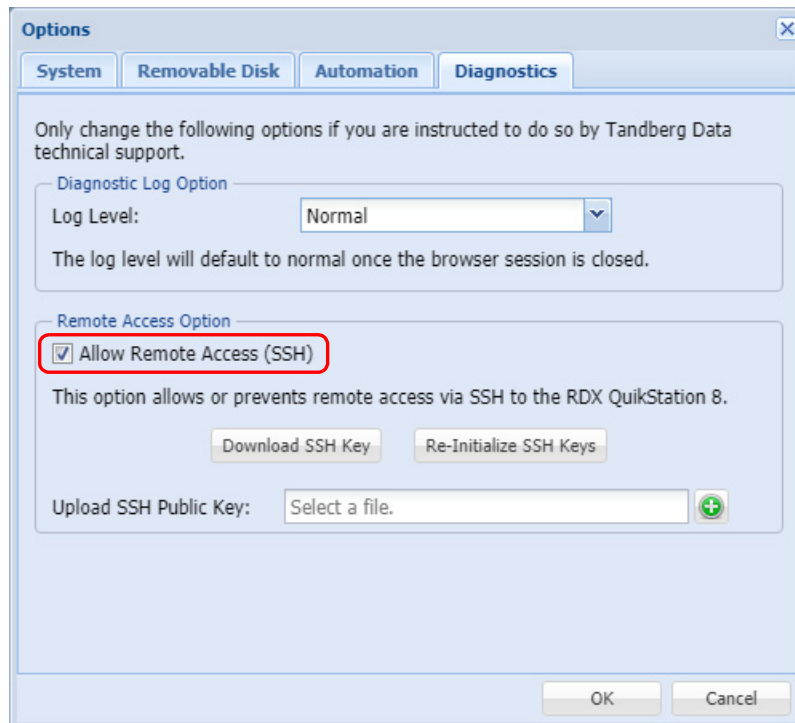 Options
System Removable Disk Automation Diagnostics
Only change the following options if you are instructed to do so by Tandberg Data
technical support.
Diagnostic Log Option
Log Level: Normal
The log level will default to normal once the browser session is closed.
Remote Access Option
Allow Remote Access (SSH)
This option allows or prevents remote access via SSH to the RDX QuikStation 8.
Download SSH Key Re-Initialize SSH Keys
Upload SSH Public Key: Select a file.
OK Cancel